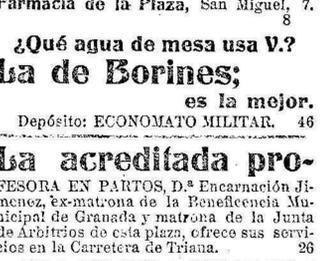 Farmacia de la Plaza, San Miguel, 7.
8
¿Qué agua de mesa usa V.?
La de Borines;
es la mejor.
Depósito: ECONOMATO MILITAR. 46
La acreditada pro-
FESORA EN PARTOS, D.ª Encarnación Ji-
menez, ex-matrona de la Beneficencia Mu-
nicipal de Granada y matrona de la Junta
de Arbitrios de esta plaza, ofrece sus servi-
cios en la Carretera de Triana. 26